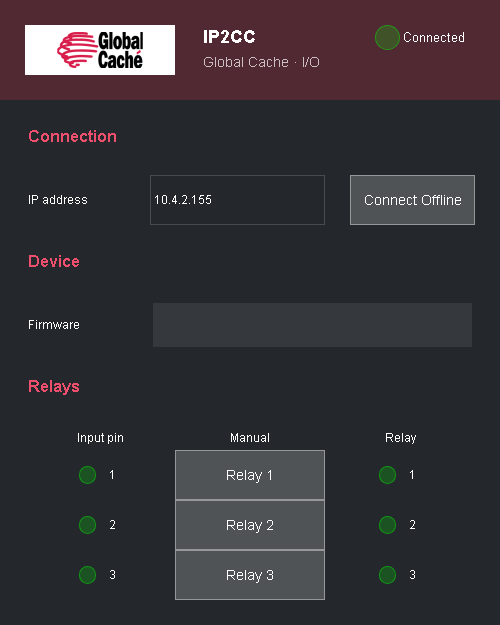 Global
Caché
IP2CC
Global Cache · I/O
Connected
Connection
IP address
10.4.2.155
Connect Offline
Device
Firmware
Relays
Input pin
Manual
Relay
1
Relay 1
1
2
Relay 2
2
3
Relay 3
3